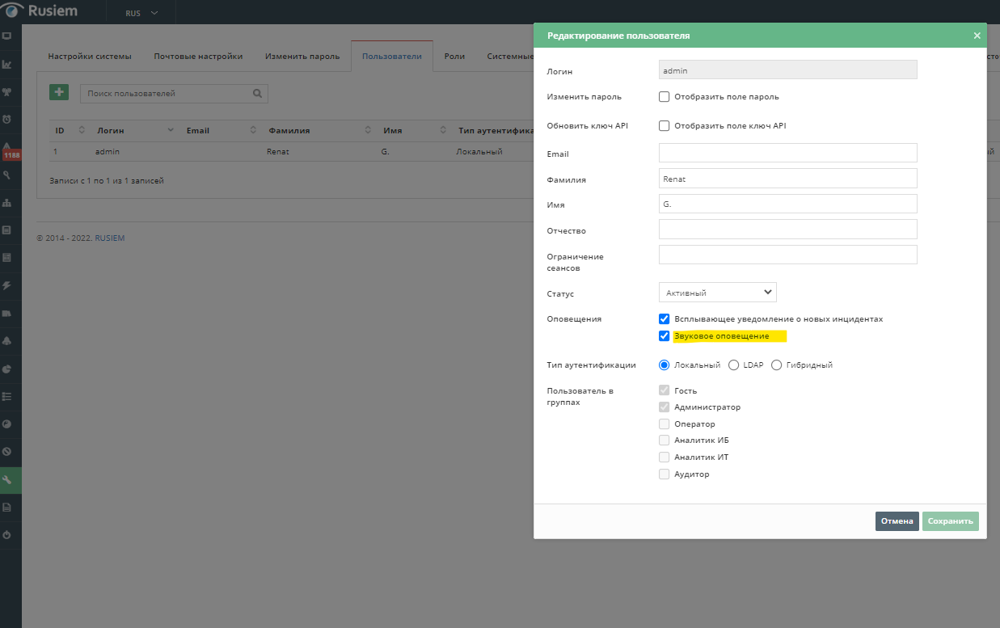 Rusiem
RUS
Настройки системы Почтовые настройки Изменить пароль Пользователи Роли Системные
Поиск пользователей
ID Логин Email Фамилия Имя Тип аутентифика
1 admin Renat G. Локальный
1188
Записи с 1 по 1 из 1 записей
© 2014 - 2022. RUSIEM
Редактирование пользователя ×
Логин admin
Изменить пароль Отобразить поле пароль
Обновить ключ API Отобразить поле ключ API
Email
Фамилия Renat
Имя G.
Отчество
Ограничение
сеансов
Статус Активный
Оповещения Всплывающее уведомление о новых инцидентах
Звуковое оповещение
Тип аутентификации Локальный LDAP Гибридный
Пользователь в
группах
Гость
Администратор
Оператор
Аналитик ИБ
Аналитик ИТ
Аудитор
Отмена Сохранить